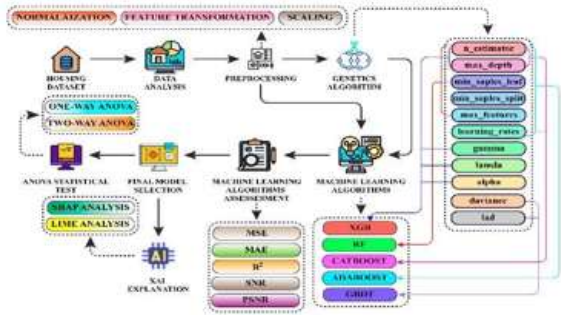 NORMALAIZATION
FEATURE TRANSFORMATION
SCALING
HOUSING
DATASET
DATA
ANALYSIS
PREPROCESSING
GENETICS
ALGORITHM
n_estimator
max_depth
min_saples_leaf
min_saples_split
max_features
learning_rates
gamma
lamda
alpha
daviance
lad
ONE-WAY ANOVA
TWO-WAY ANOVA
ANOVA STATISTICAL
TEST
FINAL MODEL
SELECTION
MACHINE LEARNING
ALGORITHMS
ASSESSEMENT
MACHINE LEARNING
ALGORITHMS
SHAP ANALYSIS
LIME ANALYSIS
AI
XAI
EXPLANATION
MSE
MAE
R²
SNR
PSNR
XGB
RF
CATBOOST
ADABOOST
GBDT